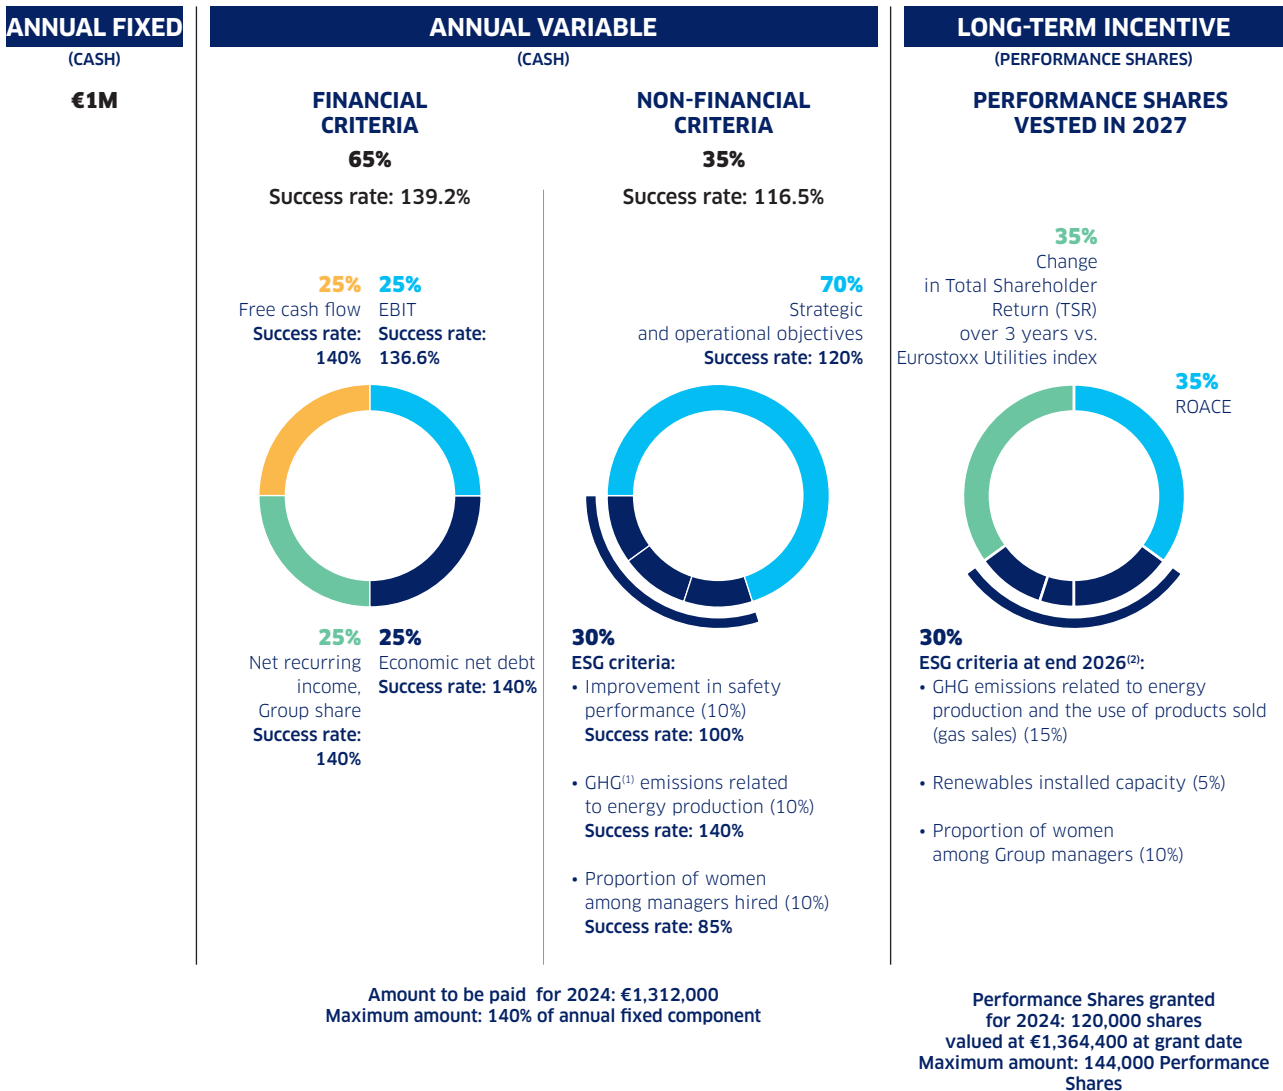 ANNUAL FIXED
(CASH)
€1M
ANNUAL VARIABLE
(CASH)
FINANCIAL
CRITERIA
65%
Success rate: 139.2%
25%
Free cash flow
Success rate:
140%
25%
EBIT
Success rate:
136.6%
25%
Net recurring
income,
Group share
Success rate:
140%
25%
Economic net debt
Success rate: 140%
NON-FINANCIAL
CRITERIA
35%
Success rate: 116.5%
70%
Strategic
and operational objectives
Success rate: 120%
30%
ESG criteria:
• Improvement in safety
performance (10%)
Success rate: 100%
• GHG(1) emissions related
to energy production (10%)
Success rate: 140%
• Proportion of women
among managers hired (10%)
Success rate: 85%
Amount to be paid for 2024: €1,312,000
Maximum amount: 140% of annual fixed component
LONG-TERM INCENTIVE
(PERFORMANCE SHARES)
PERFORMANCE SHARES
VESTED IN 2027
35%
Change
in Total Shareholder
Return (TSR)
over 3 years vs.
Eurostoxx Utilities index
35%
ROACE
30%
ESG criteria at end 2026(2):
• GHG emissions related to energy
production and the use of products sold
(gas sales) (15%)
• Renewables installed capacity (5%)
• Proportion of women
among Group managers (10%)
Performance Shares granted
for 2024: 120,000 shares
valued at €1,364,400 at grant date
Maximum amount: 144,000 Performance
Shares